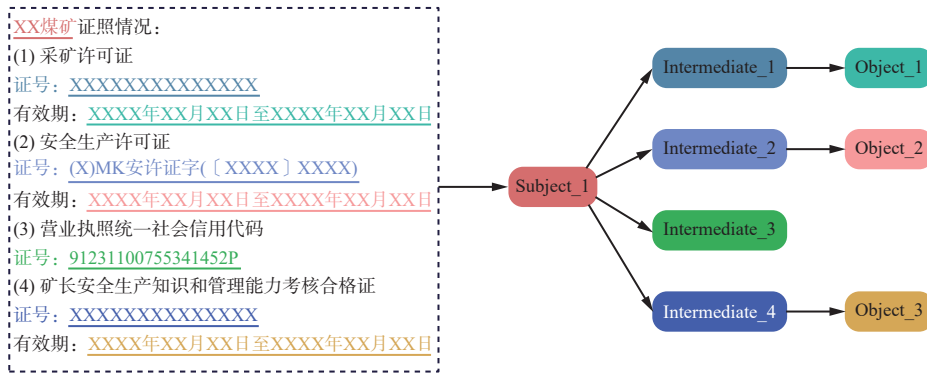 XX煤矿证照情况：
(1) 采矿许可证
证号：XXXXXXXXXXXXXX
有效期：XXXX年XX月XX日至XXXX年XX月XX日
(2) 安全生产许可证
证号：(X)MK安许证字(〔XXXX〕XXXX)
有效期：XXXX年XX月XX日至XXXX年XX月XX日
(3) 营业执照统一社会信用代码
证号：91231100755341452P
(4) 矿长安全生产知识和管理能力考核合格证
证号：XXXXXXXXXXXXXX
有效期：XXXX年XX月XX日至XXXX年XX月XX日
Subject_1
Intermediate_1
Object_1
Intermediate_2
Object_2
Intermediate_3
Intermediate_4
Object_3